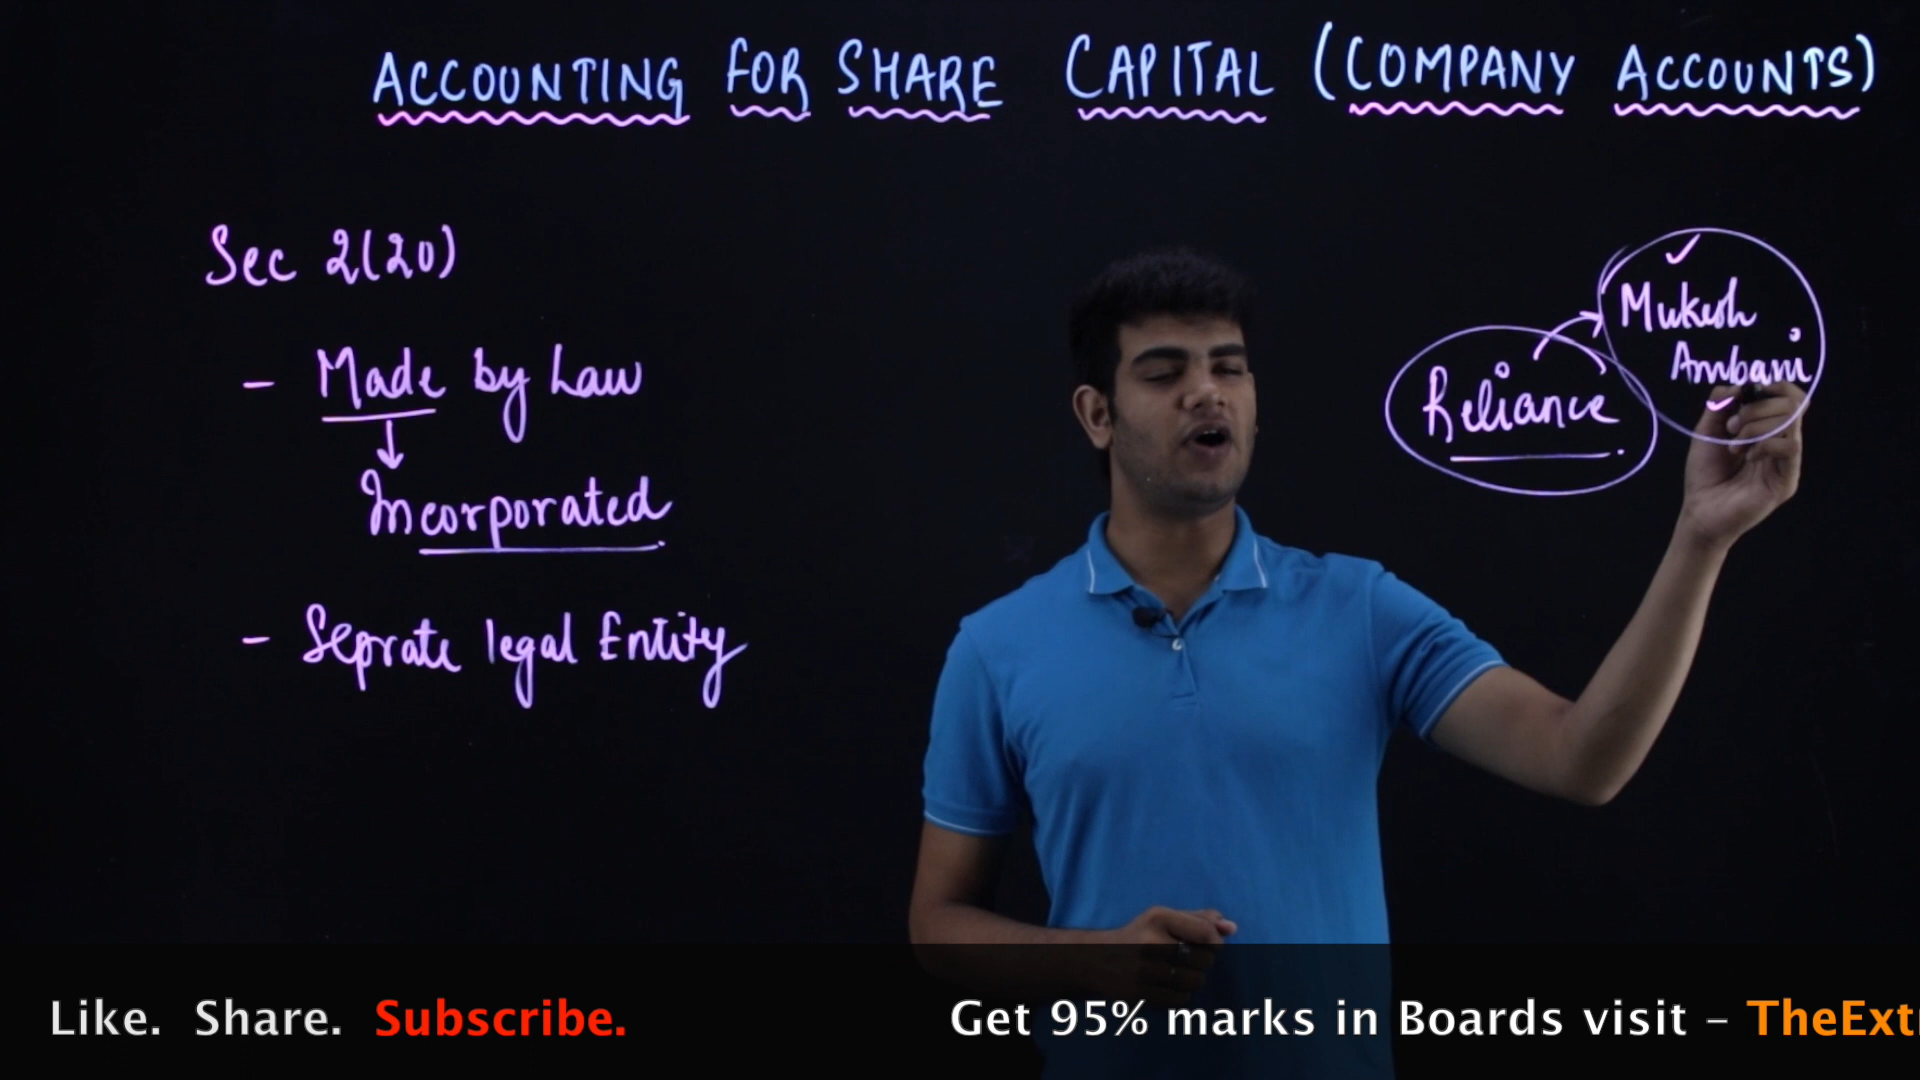 ACCOUNTING FOR SHARE CAPITAL (COMPANY ACCOUNTS)
Sec 2(20)
- Made by Law
Incorporated
- Seprate legal Entity
Mukesh
Ambani
Reliance
Like. Share. Subscribe.
Get 95% marks in Boards visit – TheExt